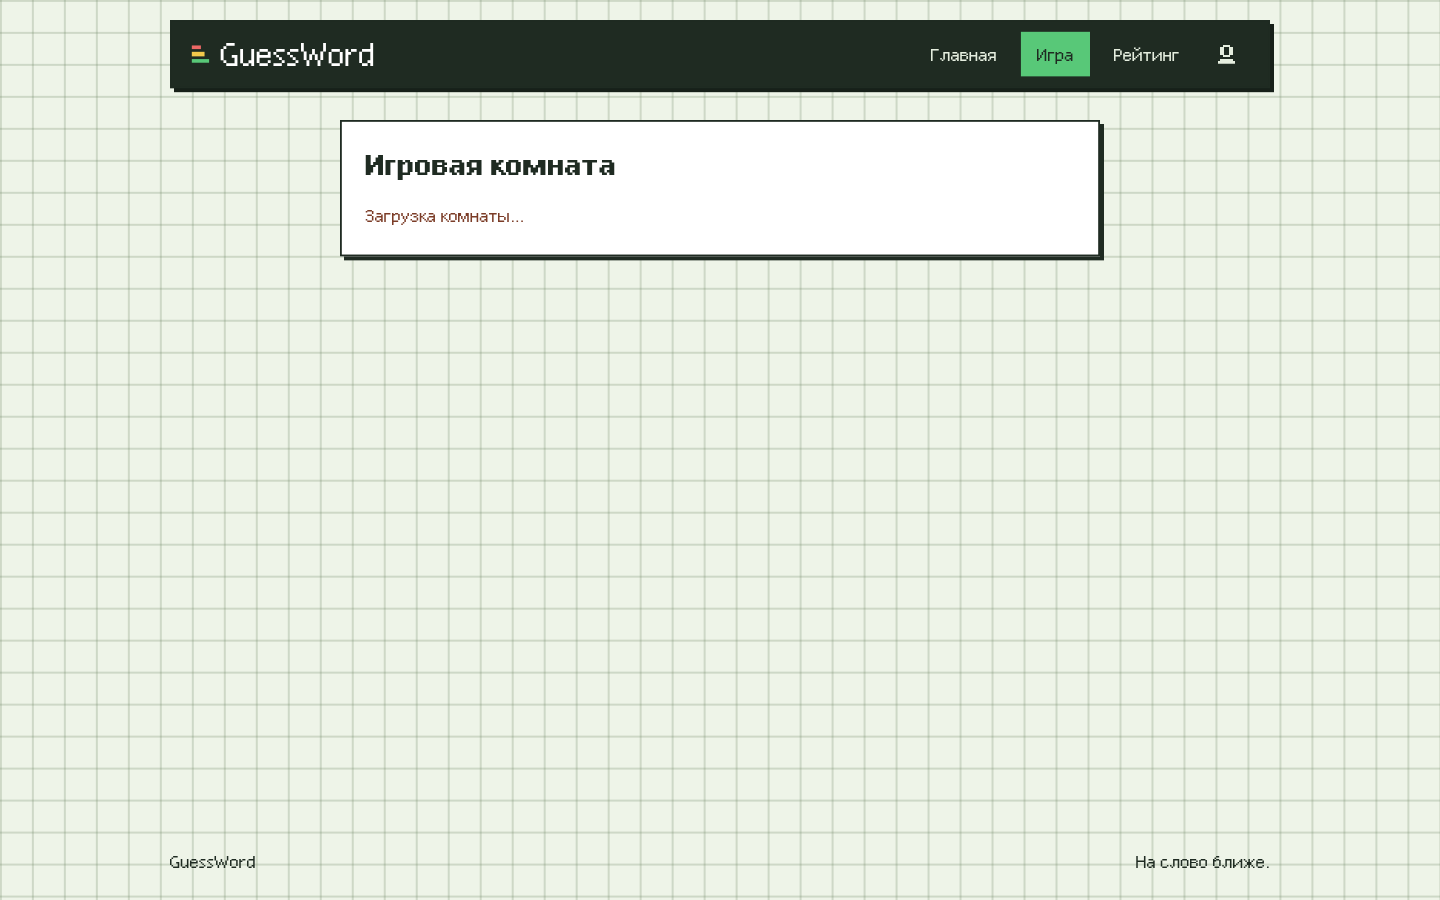 GuessWord
Главная
Игра
Рейтинг
Игровая комната
Загрузка комнаты...
GuessWord
На слово ближе.